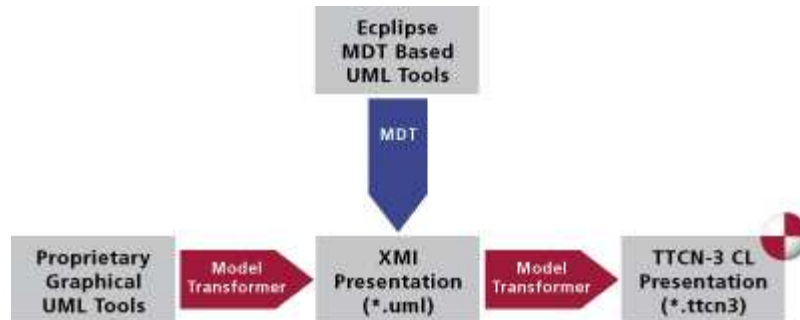 Ecplipse
MDT Based
UML Tools
MDT
Proprietary
Graphical
UML Tools
Model
Transformer
XMI
Presentation
(*.uml)
Model
Transformer
TTCN-3 CL
Presentation
(*.ttcn3)